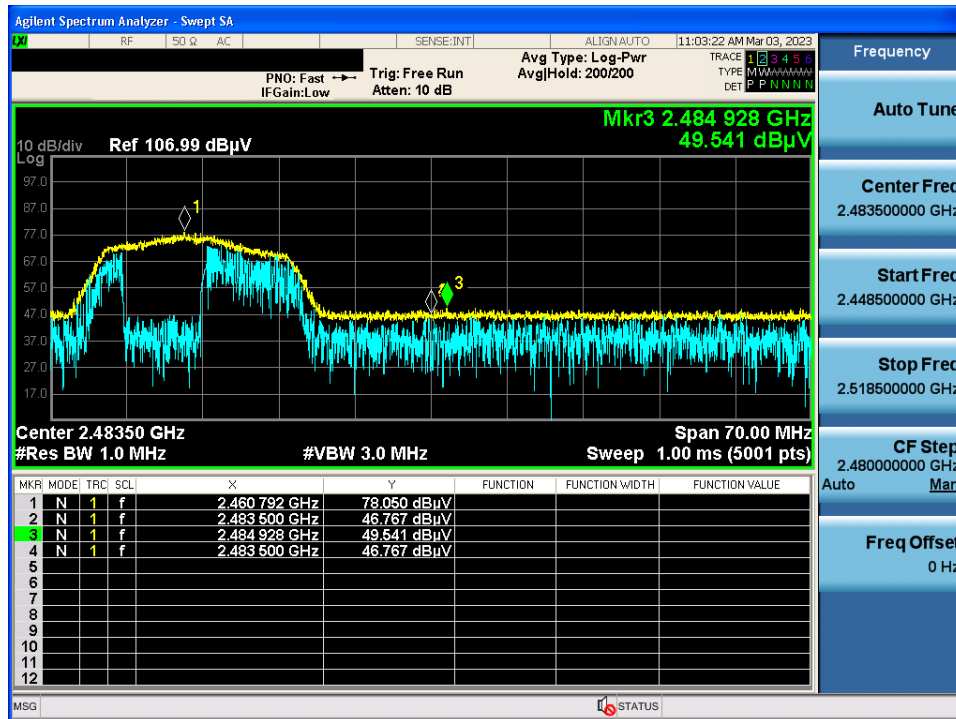 Agilent Spectrum Analyzer - Swept SA
LXI RF 50 Ω AC SENSE:INT ALIGN AUTO 11:03:22 AM Mar 03, 2023
PNO: Fast Trig: Free Run Avg Type: Log-Pwr TRACE 1 2 3 4 5 6
IFGain:Low Atten: 10 dB Avg|Hold: 200/200 TYPE M WWWWWW
DET P P N N N N
Mkr3 2.484 928 GHz
49.541 dBµV
10 dB/div Ref 106.99 dBµV
Log
97.0
87.0
77.0
67.0
57.0
47.0
37.0
27.0
17.0
1
3
Center 2.48350 GHz Span 70.00 MHz
#Res BW 1.0 MHz #VBW 3.0 MHz Sweep 1.00 ms (5001 pts)
MKR MODE TRC SCL X Y FUNCTION FUNCTION WIDTH FUNCTION VALUE
1 N 1 f 2.460 792 GHz 78.050 dBµV
2 N 1 f 2.483 500 GHz 46.767 dBµV
3 N 1 f 2.484 928 GHz 49.541 dBµV
4 N 1 f 2.483 500 GHz 46.767 dBµV
5
6
7
8
9
10
11
12
MSG STATUS
Frequency
Auto Tune
Center Freq
2.483500000 GHz
Start Freq
2.448500000 GHz
Stop Freq
2.518500000 GHz
CF Step
2.480000000 GHz
Auto Man
Freq Offset
0 Hz